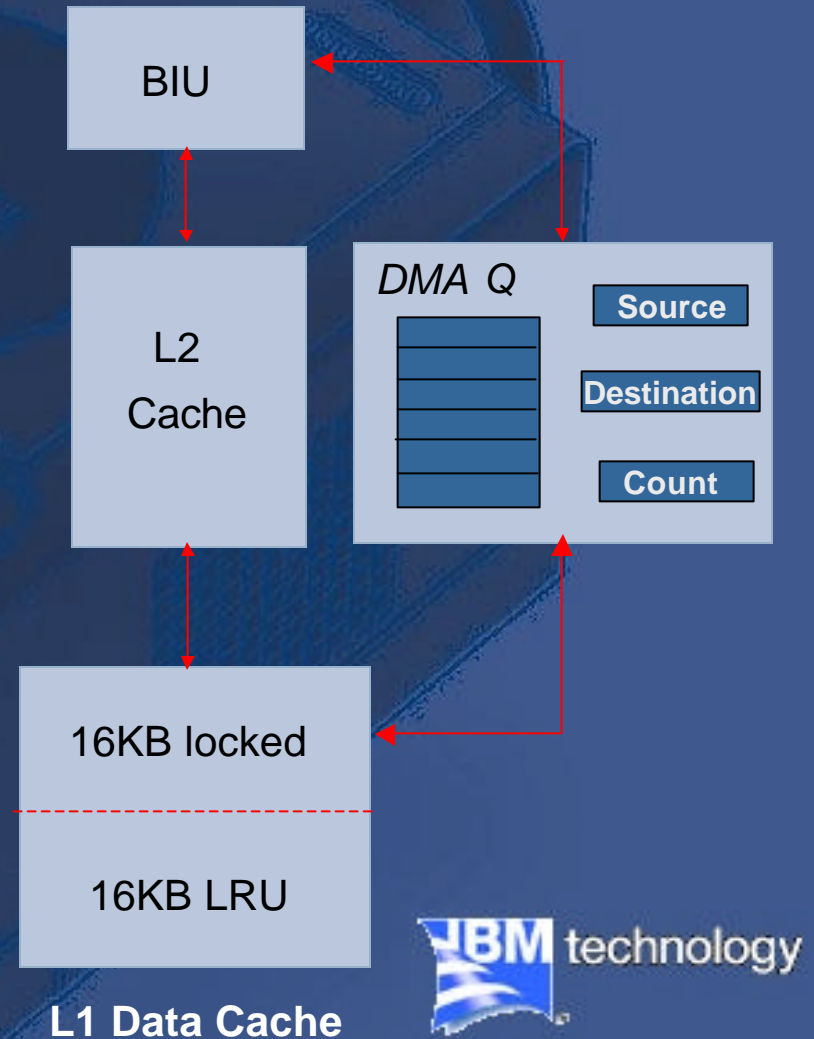 BIU
DMA Q
Source
L2
Cache
Destination
Count
16KB locked
16KB LRU
IBM technology
L1 Data Cache